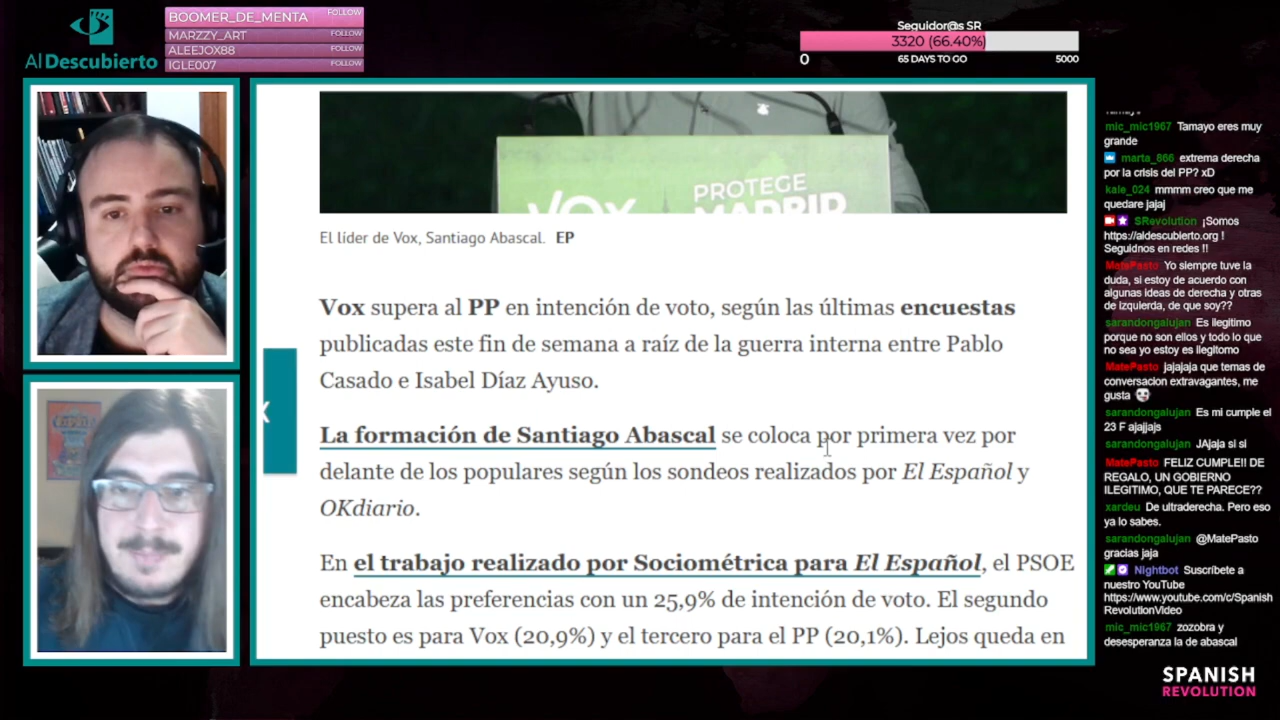 Al Descubierto
BOOMER_DE_MENTA FOLLOW
MARZZY_ART FOLLOW
ALEEJOX88 FOLLOW
IGLE007 FOLLOW
Seguidor@s SR
3320 (66.40%)
0 65 DAYS TO GO 5000
VOX
PROTEGE
MADRID
El líder de Vox, Santiago Abascal. EP
Vox supera al PP en intención de voto, según las últimas encuestas
publicadas este fin de semana a raíz de la guerra interna entre Pablo
Casado e Isabel Díaz Ayuso.
X
La formación de Santiago Abascal se coloca por primera vez por
delante de los populares según los sondeos realizados por El Español y
OKdiario.
En el trabajo realizado por Sociométrica para El Español, el PSOE
encabeza las preferencias con un 25,9% de intención de voto. El segundo
puesto es para Vox (20,9%) y el tercero para el PP (20,1%). Lejos queda en
mic_mic1967 Tamayo eres muy
grande
marta_866 extrema derecha
por la crisis del PP? xD
kale_024 mmmm creo que me
quedare jajaj
SRevolution ¡Somos
https://aldescubierto.org !
Seguidnos en redes !!
MatePasto Yo siempre tuve la
duda, si estoy de acuerdo con
algunas ideas de derecha y otras
de izquierda, de que soy??
sarandongalujan Es ilegitimo
porque no son ellos y todo lo que
no sea yo estoy es ilegitomo
MatePasto jajajaja que temas de
conversacion extravagantes, me
gusta
sarandongalujan Es mi cumple el
23 F ajajjajs
sarandongalujan JAjaja si si
MatePasto FELIZ CUMPLE!! DE
REGALO, UN GOBIERNO
ILEGITIMO, QUE TE PARECE??
xardeu De ultraderecha. Pero eso
ya lo sabes.
sarandongalujan @MatePasto
gracias jaja
Nightbot Suscríbete a
nuestro YouTube
https://www.youtube.com/c/Spanish
RevolutionVideo
mic_mic1967 zozobra y
desesperanza la de abascal
SPANISH
REVOLUTION